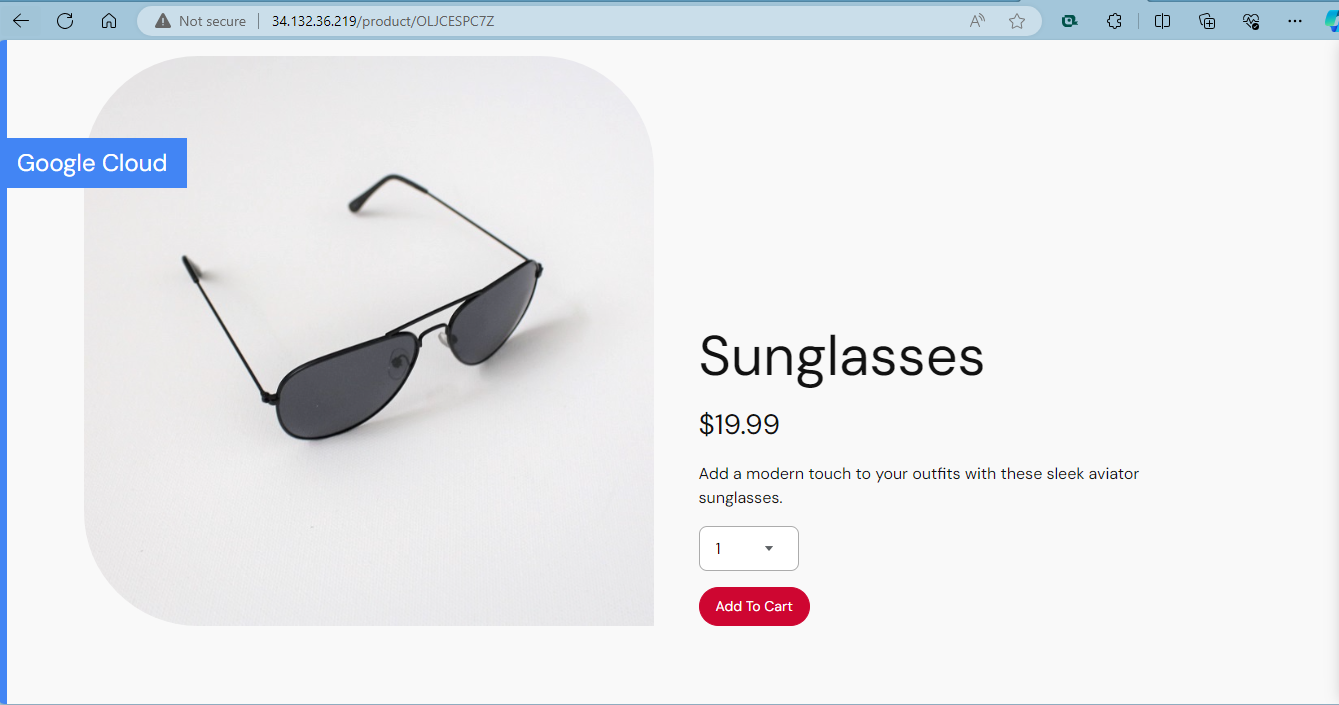 Not secure
34.132.36.219/product/OLJCESPC7Z
Google Cloud
Sunglasses
$19.99
Add a modern touch to your outfits with these sleek aviator
sunglasses.
1
Add To Cart